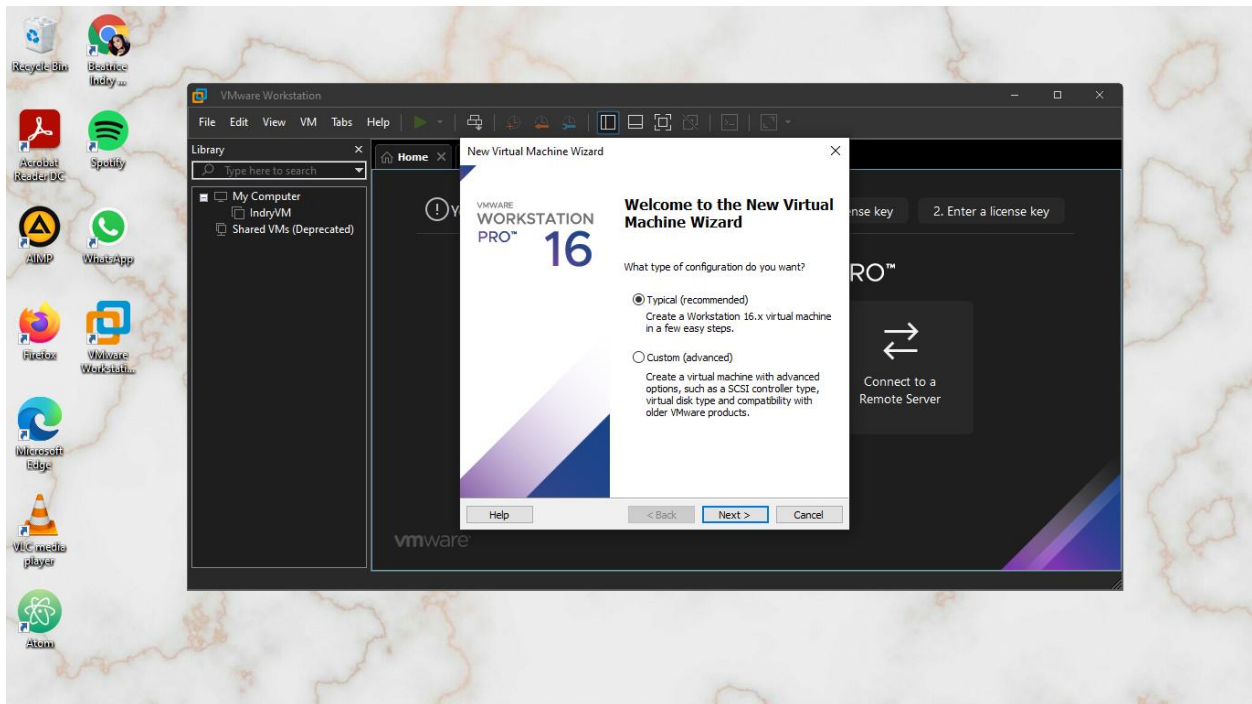 Recycle Bin
Beatrice
Indry ...
Acrobat
Reader DC
Spotify
AIMP
WhatsApp
Firefox
VMware
Workstati...
Microsoft
Edge
VLC media
player
Atom
VMware Workstation
File Edit View VM Tabs Help
Library
Type here to search
My Computer
IndryVM
Shared VMs (Deprecated)
Home
nse key
2. Enter a license key
PRO™
Connect to a
Remote Server
vmware
New Virtual Machine Wizard
VMWARE
WORKSTATION
PRO™ 16
Welcome to the New Virtual
Machine Wizard
What type of configuration do you want?
Typical (recommended)
Create a Workstation 16.x virtual machine
in a few easy steps.
Custom (advanced)
Create a virtual machine with advanced
options, such as a SCSI controller type,
virtual disk type and compatibility with
older VMware products.
Help
< Back
Next >
Cancel